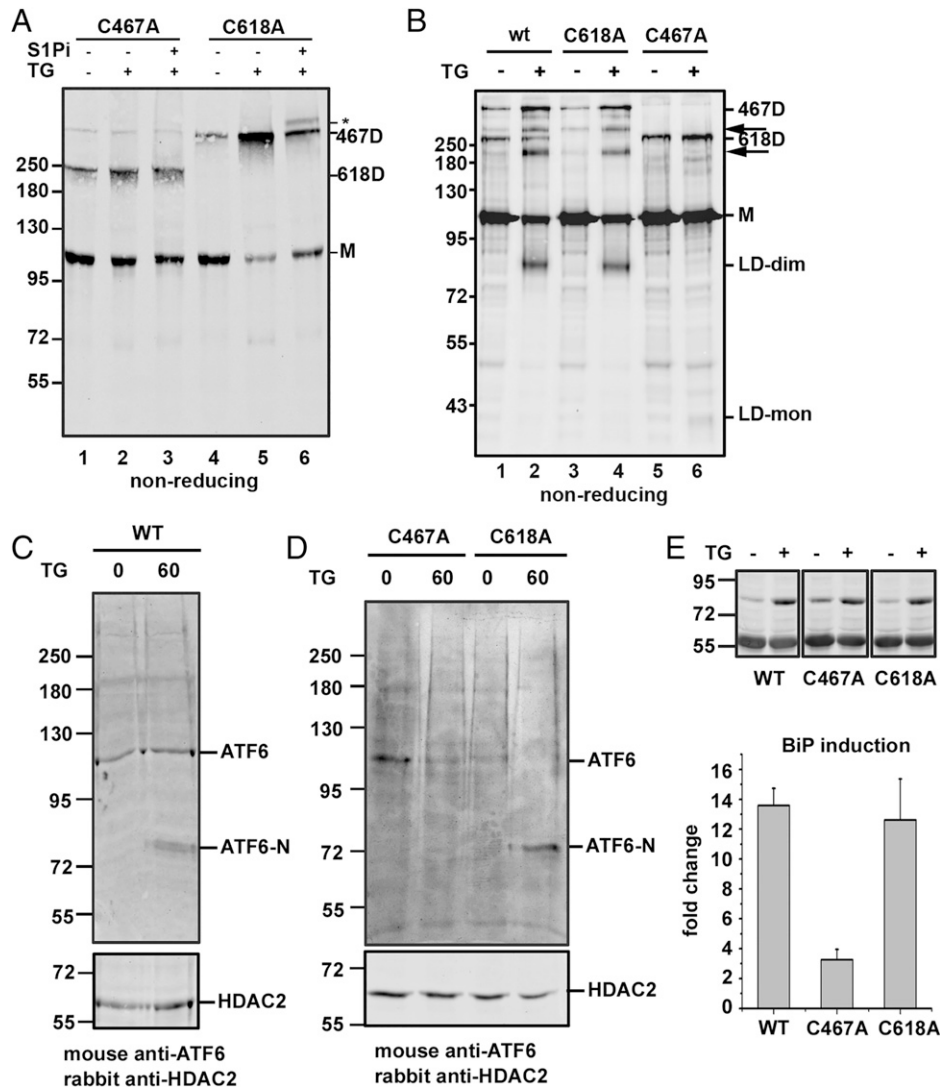 A
C467A C618A
S1Pi - - + - - +
TG - + + - + +
250
180
130
95
72
55
*
467D
618D
M
1 2 3 4 5 6
non-reducing
B
wt C618A C467A
TG - + - + - +
250
180
130
95
72
55
43
467D
618D
M
LD-dim
LD-mon
1 2 3 4 5 6
non-reducing
C
WT
TG 0 60
250
180
130
95
72
55
ATF6
ATF6-N
72
55
HDAC2
mouse anti-ATF6
rabbit anti-HDAC2
D
C467A C618A
TG 0 60 0 60
250
180
130
95
72
55
ATF6
ATF6-N
72
55
HDAC2
mouse anti-ATF6
rabbit anti-HDAC2
E
TG - + - + - +
95
72
55
WT C467A C618A
BiP induction
fold change
14
12
10
8
6
4
2
0
WT C467A C618A